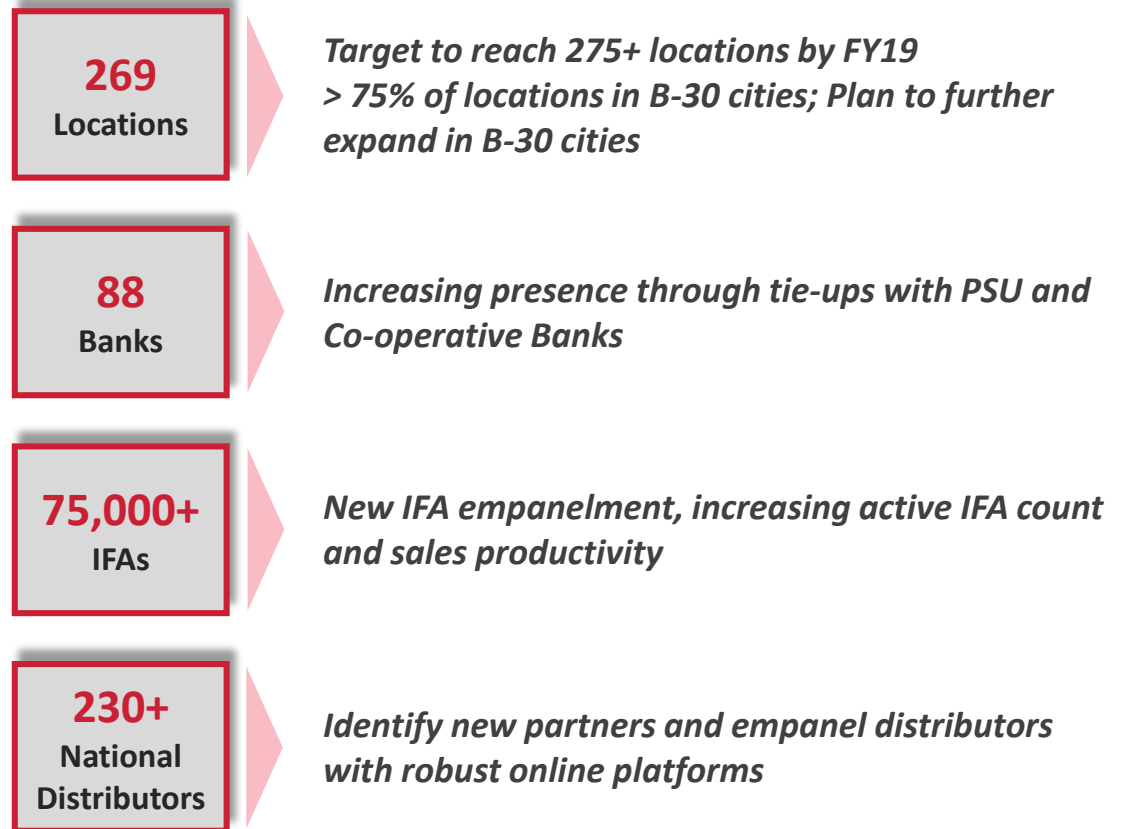 269
Locations
Target to reach 275+ locations by FY19
> 75% of locations in B-30 cities; Plan to further
expand in B-30 cities
88
Banks
Increasing presence through tie-ups with PSU and
Co-operative Banks
75,000+
IFAs
New IFA empanelment, increasing active IFA count
and sales productivity
230+
National
Distributors
Identify new partners and empanel distributors
with robust online platforms